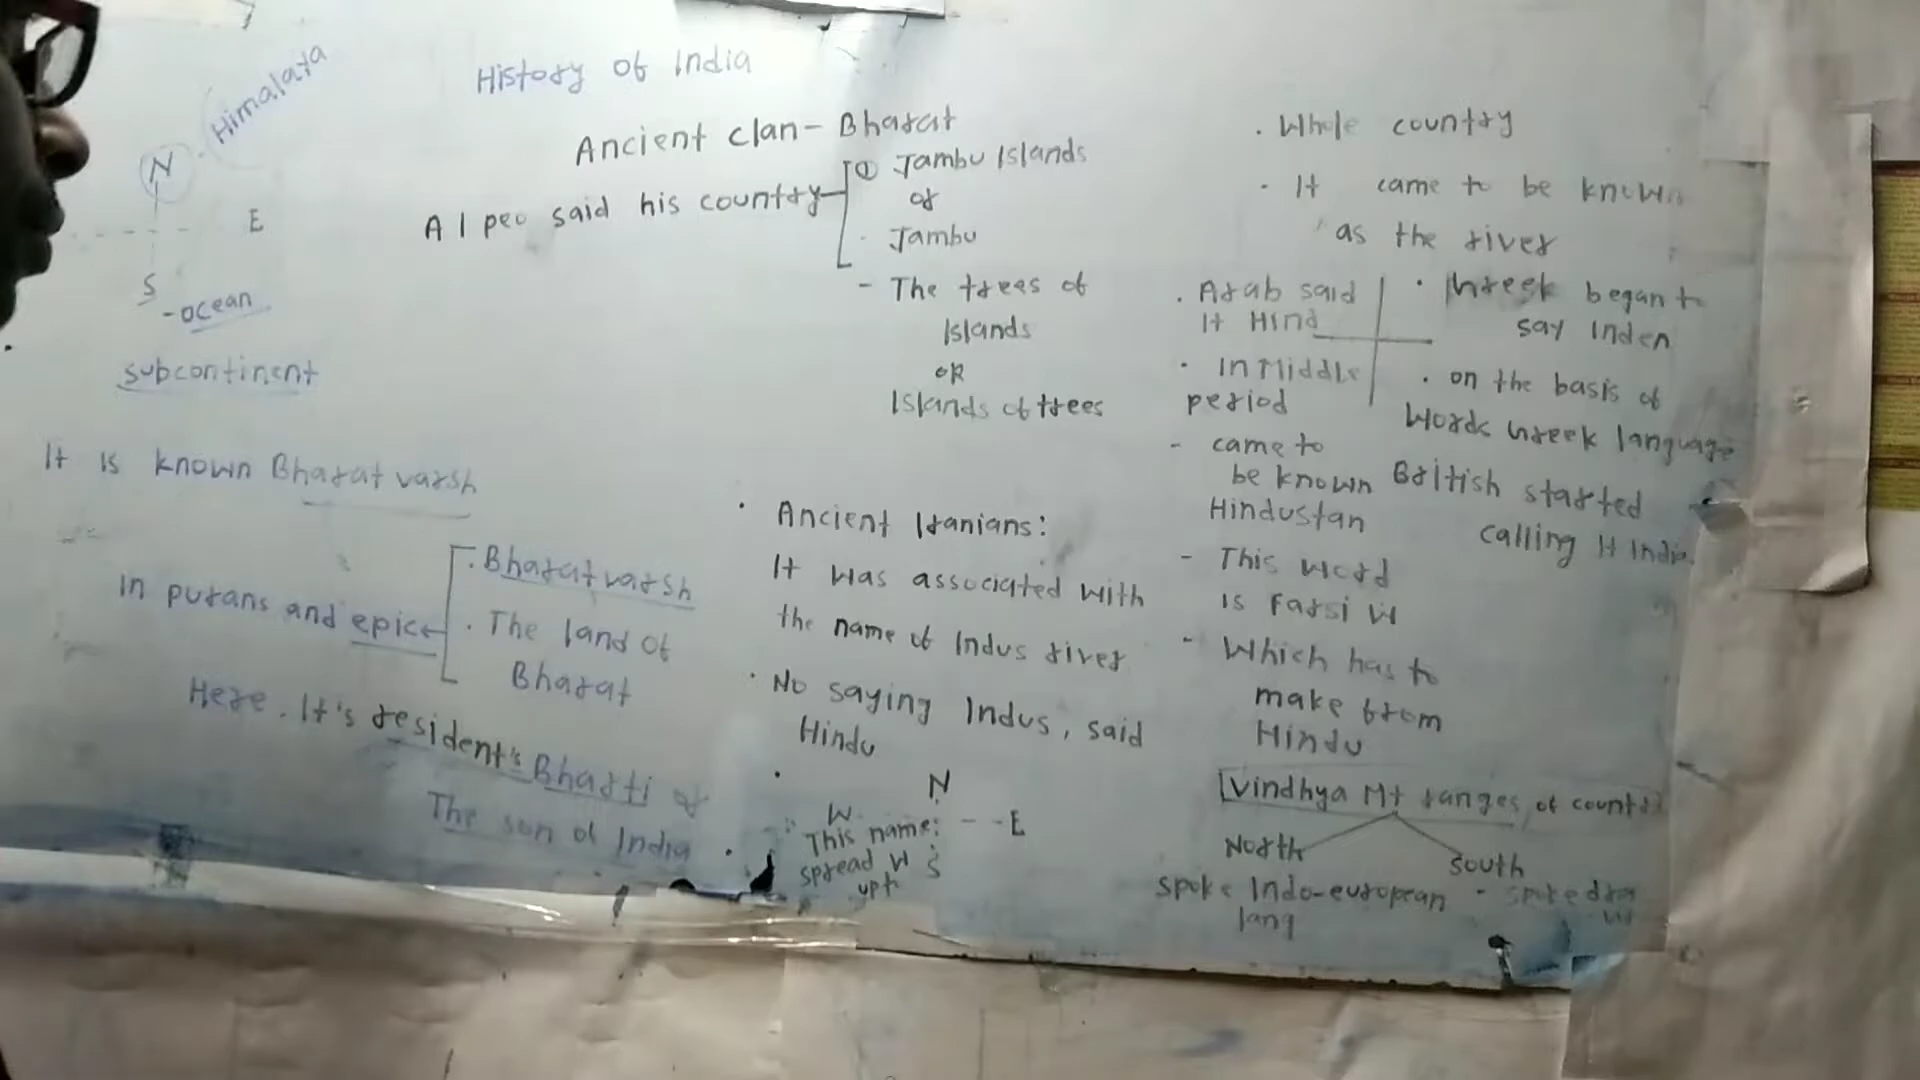 History of India
Himalaya
N
E
S
- ocean
subcontinent
It is known Bharat varsh
In purans and epic
. Bharat varsh
. The land of
Bharat
Here. It's resident's Bharti or
The son of India
Ancient clan - Bharat
A I peo said his country
① Jambu Islands
or
. Jambu
- The trees of
Islands
OR
Islands of trees
. Ancient Iranians:
It was associated with
the name of Indus river
. No saying Indus, said
Hindu
N
W
- - E
S
. This name
spread W
upt
. Whole country
. It came to be known
as the river
. Arab said
It Hind
. In Middle
period
- came to
be known
Hindustan
- This word
is Farsi W
- Which has to
make from
Hindu
. Greek began to
say Inden
. on the basis of
Words Greek language
British started
calling It India
Vindhya Mt ranges of country
North
South
spoke Indo-european
lang
. spoke dra